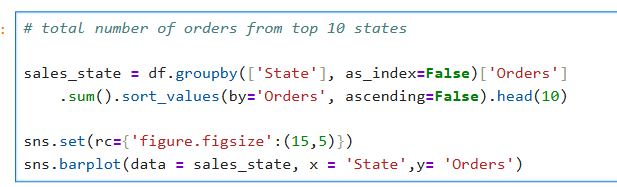 :
# total number of orders from top 10 states
sales_state = df.groupby(['State'], as_index=False)['Orders']
.sum().sort_values(by='Orders', ascending=False).head(10)
sns.set(rc={'figure.figsize':(15,5)})
sns.barplot(data = sales_state, x = 'State',y= 'Orders')